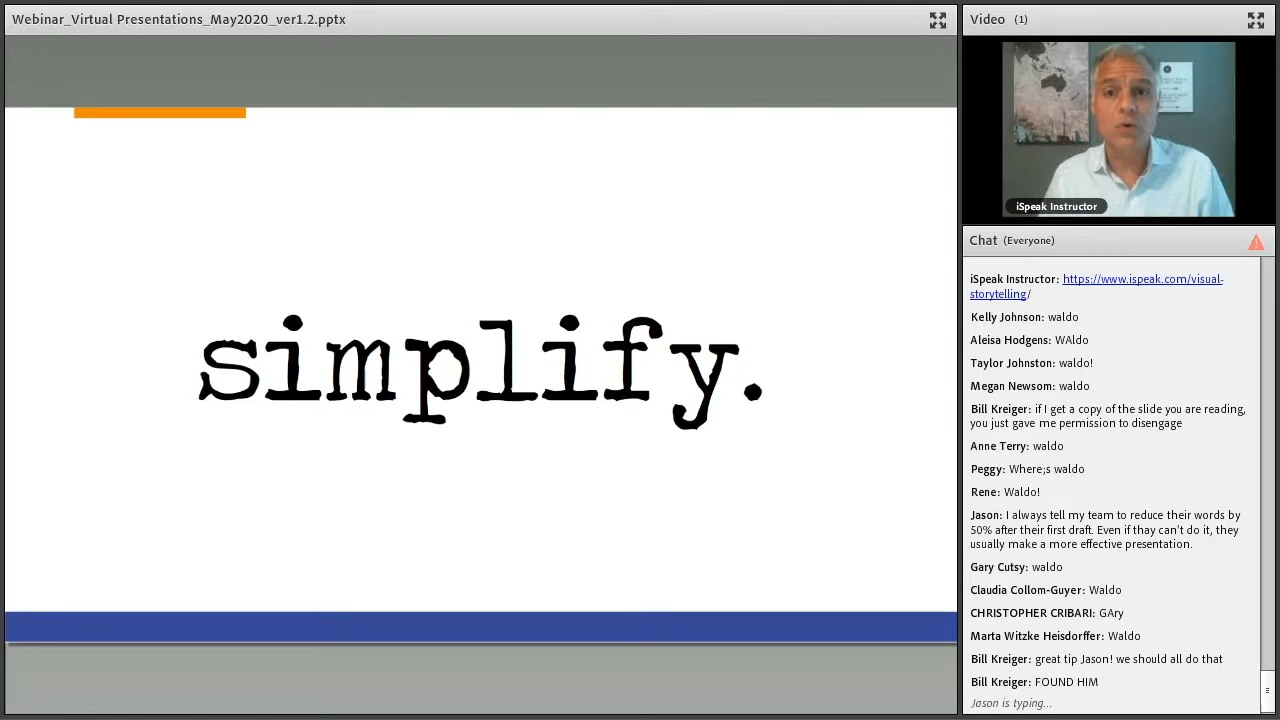 Webinar_Virtual Presentations_May2020_ver1.2.pptx
simplify.
Video (1)
iSpeak Instructor
Chat (Everyone)
iSpeak Instructor: https://www.ispeak.com/visual-
storytelling/
Kelly Johnson: waldo
Aleisa Hodgens: WAldo
Taylor Johnston: waldo!
Megan Newsom: waldo
Bill Kreiger: if I get a copy of the slide you are reading,
you just gave me permission to disengage
Anne Terry: waldo
Peggy: Where;s waldo
Rene: Waldo!
Jason: I always tell my team to reduce their words by
50% after their first draft. Even if thay can't do it, they
usually make a more effective presentation.
Gary Cutsy: waldo
Claudia Collom-Guyer: Waldo
CHRISTOPHER CRIBARI: GAry
Marta Witzke Heisdorffer: Waldo
Bill Kreiger: great tip Jason! we should all do that
Bill Kreiger: FOUND HIM
Jason is typing...